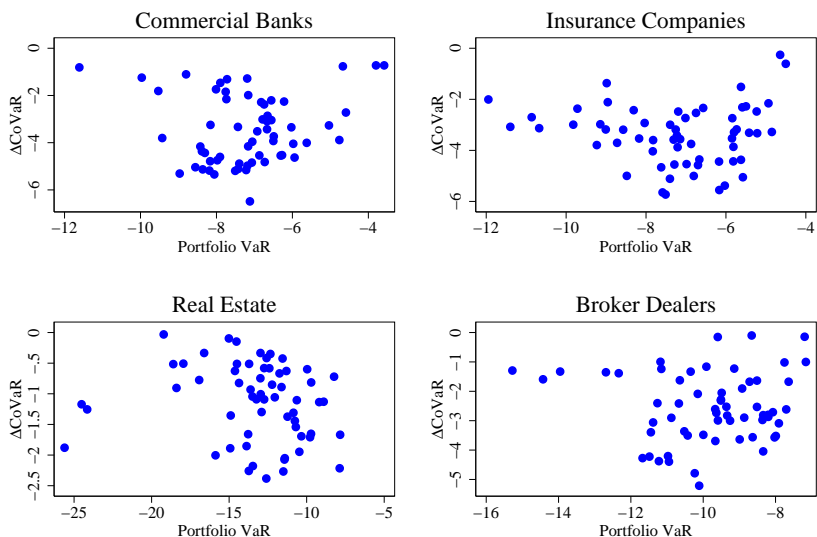 Commercial Banks
0
−2
−4
−6
ΔCoVaR
−12 −10 −8 −6 −4
Portfolio VaR
Insurance Companies
0
−2
−4
−6
ΔCoVaR
−12 −10 −8 −6 −4
Portfolio VaR
Real Estate
0
−.5
−1
−1.5
−2
−2.5
ΔCoVaR
−25 −20 −15 −10 −5
Portfolio VaR
Broker Dealers
0
−1
−2
−3
−4
−5
ΔCoVaR
−16 −14 −12 −10 −8
Portfolio VaR